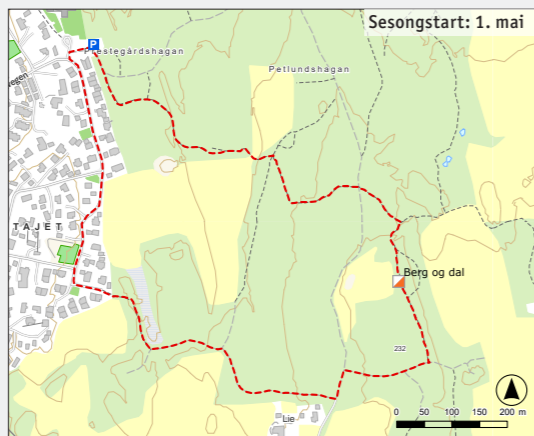 Sesongstart: 1. mai
P
Prestegårdshagan
Petlundshagan
TAJET
Berg og dal
232
Lie
0 50 100 150 200 m